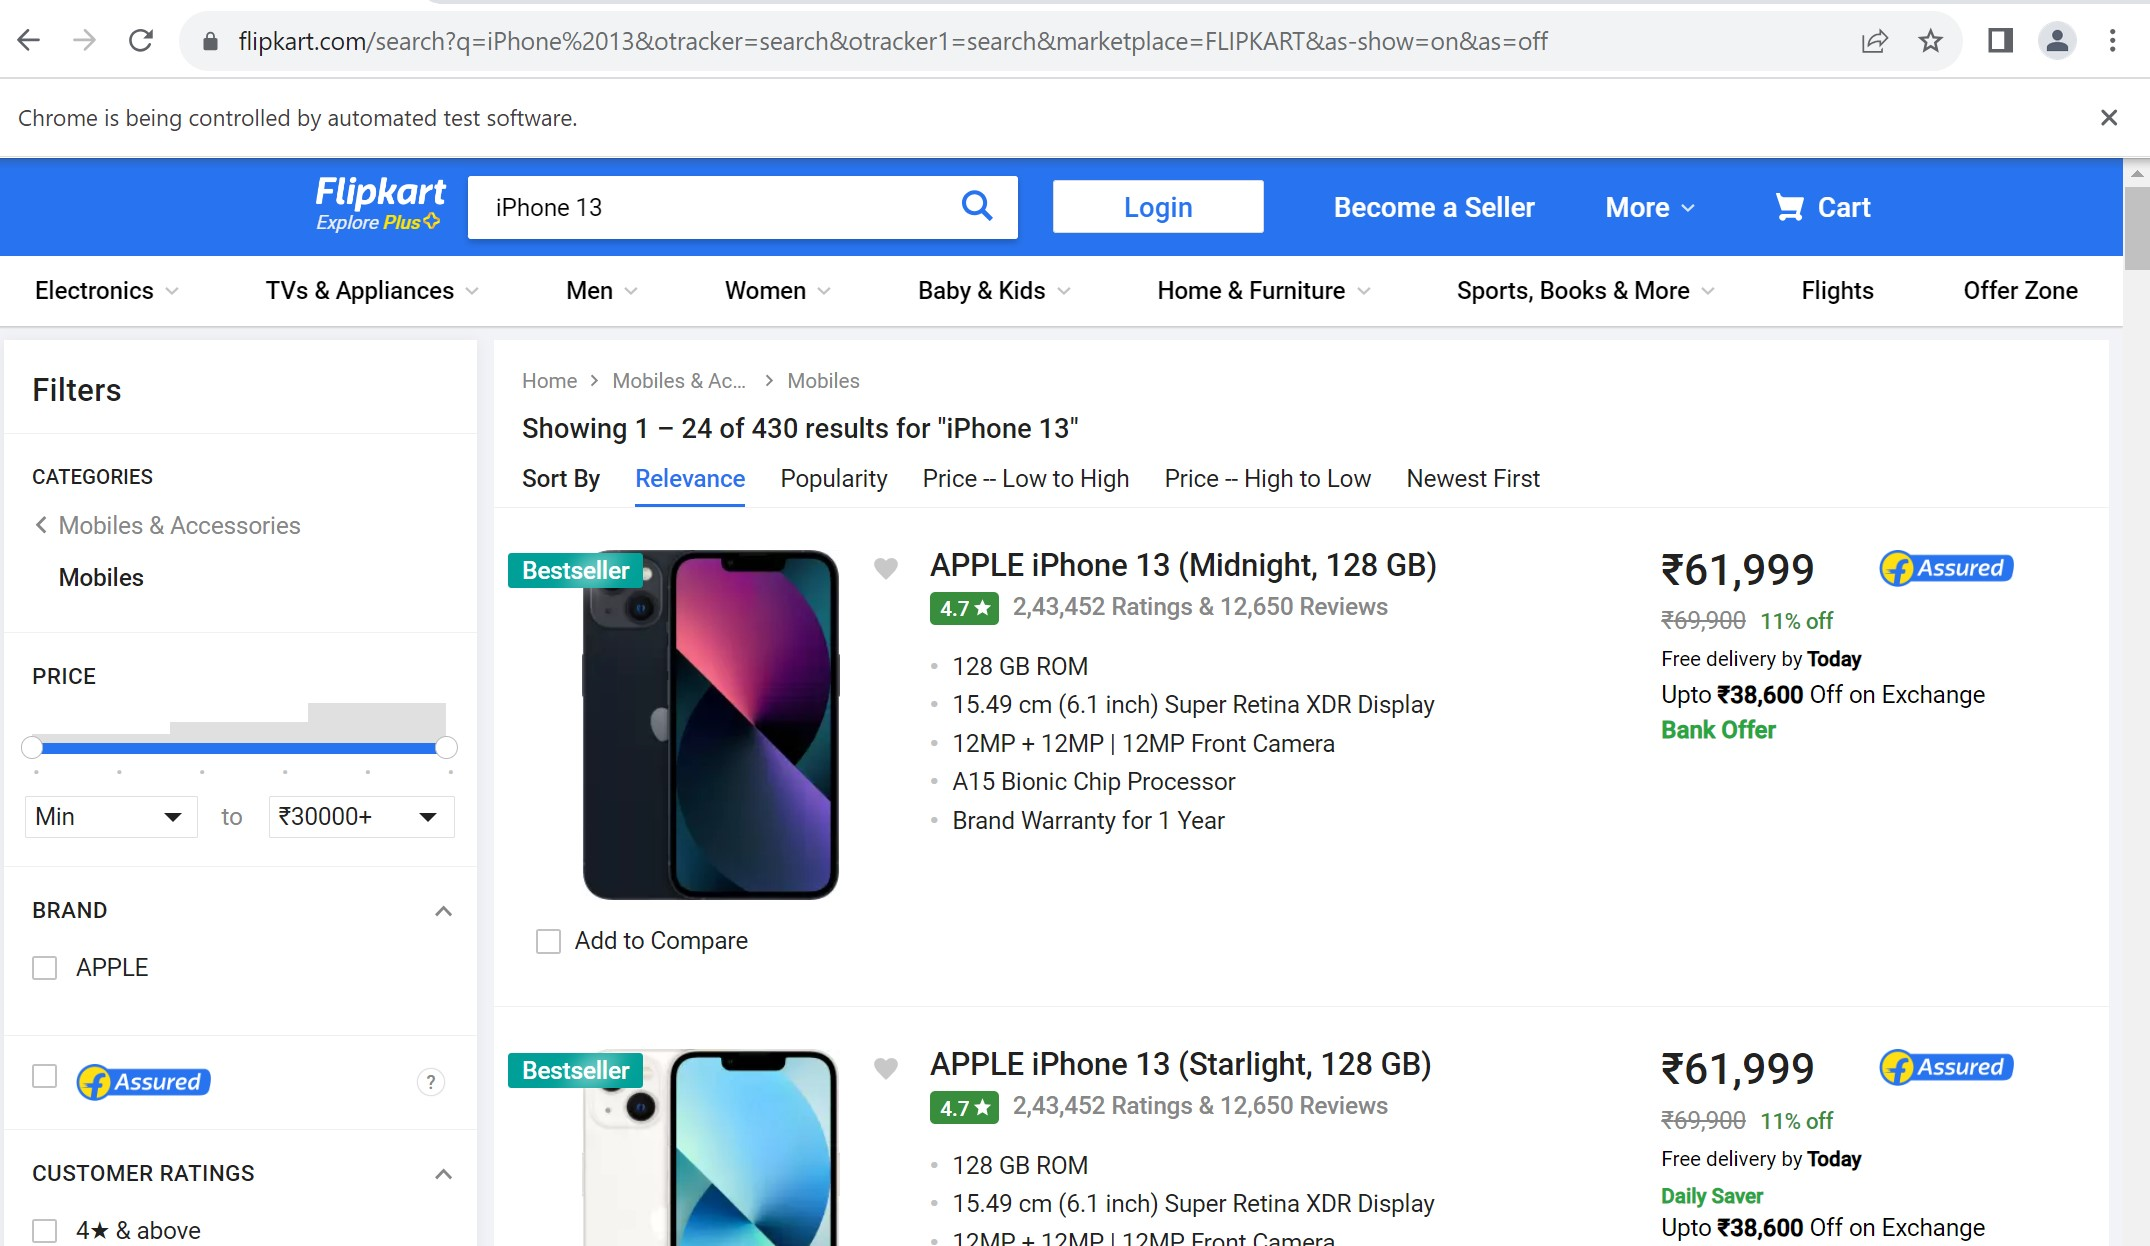 flipkart.com/search?q=iPhone%2013&otracker=search&otracker1=search&marketplace=FLIPKART&as-show=on&as=off
Chrome is being controlled by automated test software.
Flipkart
Explore Plus
iPhone 13
Login
Become a Seller
More
Cart
Electronics
TVs & Appliances
Men
Women
Baby & Kids
Home & Furniture
Sports, Books & More
Flights
Offer Zone
Filters
CATEGORIES
Mobiles & Accessories
Mobiles
PRICE
Min
to
₹30000+
BRAND
APPLE
Assured
?
CUSTOMER RATINGS
4★ & above
Home > Mobiles & Ac... > Mobiles
Showing 1 – 24 of 430 results for "iPhone 13"
Sort By
Relevance
Popularity
Price -- Low to High
Price -- High to Low
Newest First
Bestseller
APPLE iPhone 13 (Midnight, 128 GB)
4.7★
2,43,452 Ratings & 12,650 Reviews
128 GB ROM
15.49 cm (6.1 inch) Super Retina XDR Display
12MP + 12MP | 12MP Front Camera
A15 Bionic Chip Processor
Brand Warranty for 1 Year
₹61,999
Assured
₹69,900 11% off
Free delivery by Today
Upto ₹38,600 Off on Exchange
Bank Offer
Add to Compare
Bestseller
APPLE iPhone 13 (Starlight, 128 GB)
4.7★
2,43,452 Ratings & 12,650 Reviews
128 GB ROM
15.49 cm (6.1 inch) Super Retina XDR Display
12MP + 12MP | 12MP Front Camera
₹61,999
Assured
₹69,900 11% off
Free delivery by Today
Daily Saver
Upto ₹38,600 Off on Exchange